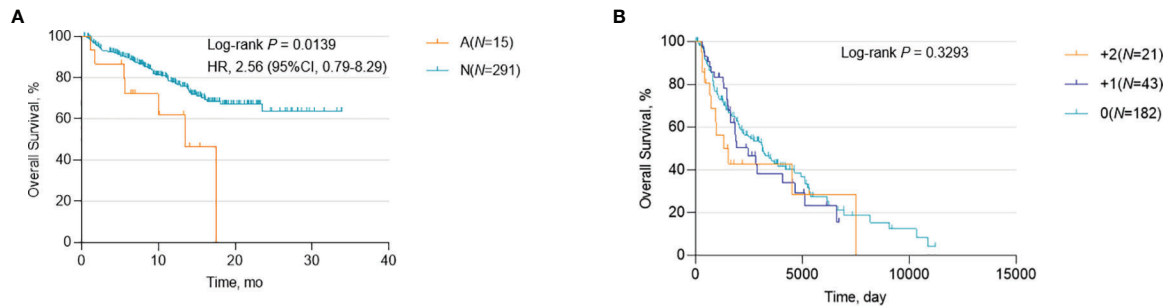 A
Log-rank P = 0.0139
HR, 2.56 (95%CI, 0.79-8.29)
A(N=15)
N(N=291)
Overall Survival, %
100
80
60
40
20
0
0 10 20 30 40
Time, mo
B
Log-rank P = 0.3293
+2(N=21)
+1(N=43)
0(N=182)
Overall Survival, %
100
80
60
40
20
0
0 5000 10000 15000
Time, day